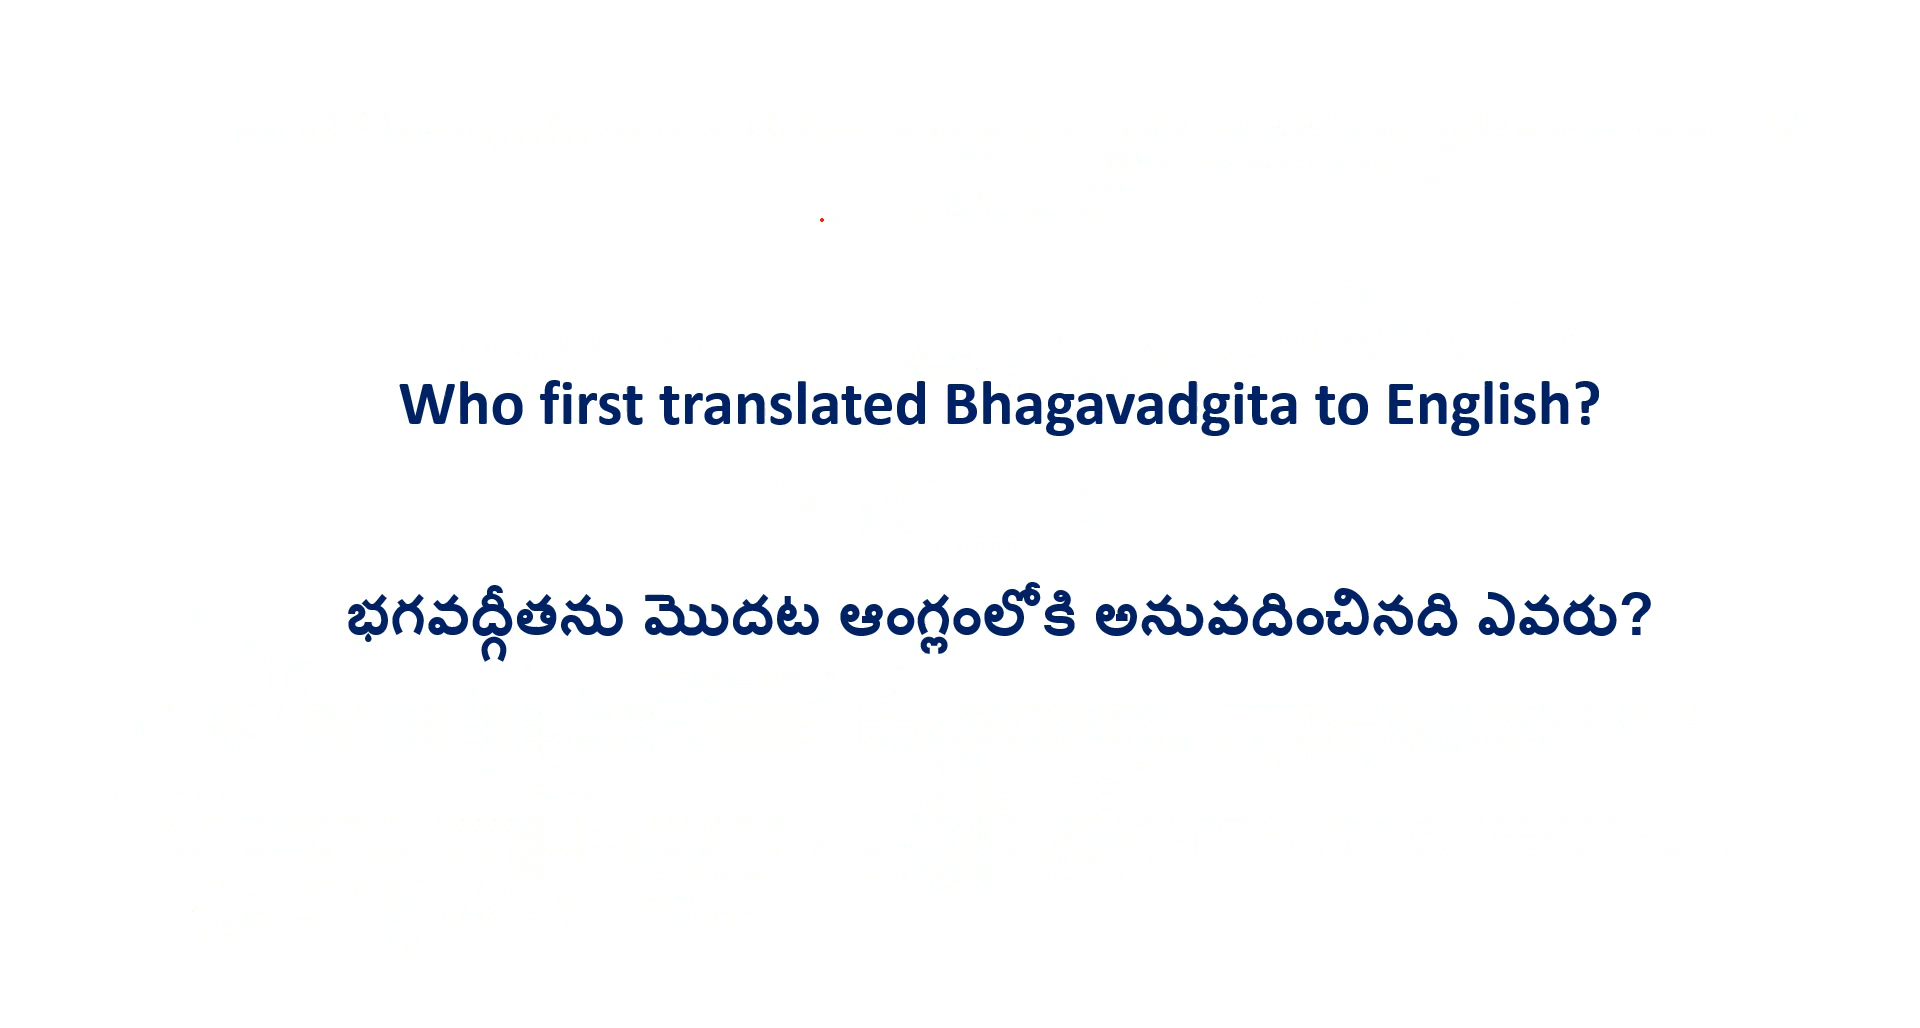 Who first translated Bhagavadgita to English?
భగవద్గీతను మొదట ఆంగ్లంలోకి అనువదించినది ఎవరు?